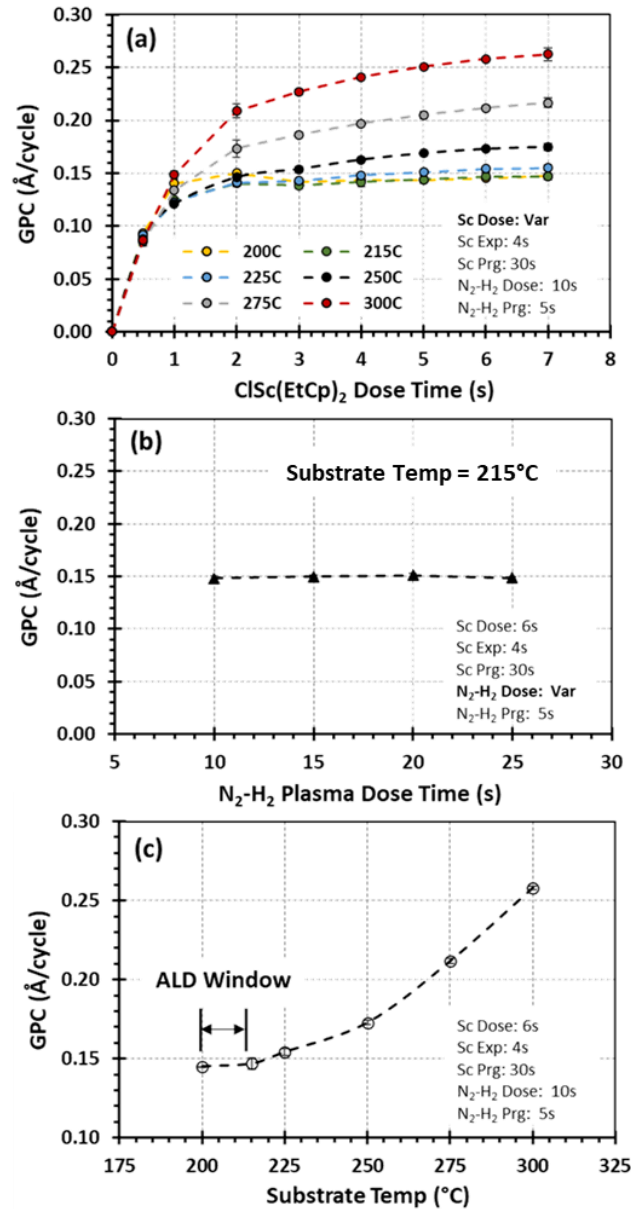 (a)
0.30
0.25
0.20
0.15
0.10
0.05
0.00
GPC (Å/cycle)
200C
215C
225C
250C
275C
300C
Sc Dose: Var
Sc Exp: 4s
Sc Prg: 30s
N₂-H₂ Dose: 10s
N₂-H₂ Prg: 5s
0 1 2 3 4 5 6 7 8
ClSc(EtCp)₂ Dose Time (s)
(b)
0.30
0.25
0.20
0.15
0.10
0.05
0.00
GPC (Å/cycle)
Substrate Temp = 215°C
Sc Dose: 6s
Sc Exp: 4s
Sc Prg: 30s
N₂-H₂ Dose: Var
N₂-H₂ Prg: 5s
5 10 15 20 25 30
N₂-H₂ Plasma Dose Time (s)
(c)
0.30
0.25
0.20
0.15
0.10
GPC (Å/cycle)
ALD Window
Sc Dose: 6s
Sc Exp: 4s
Sc Prg: 30s
N₂-H₂ Dose: 10s
N₂-H₂ Prg: 5s
175 200 225 250 275 300 325
Substrate Temp (°C)